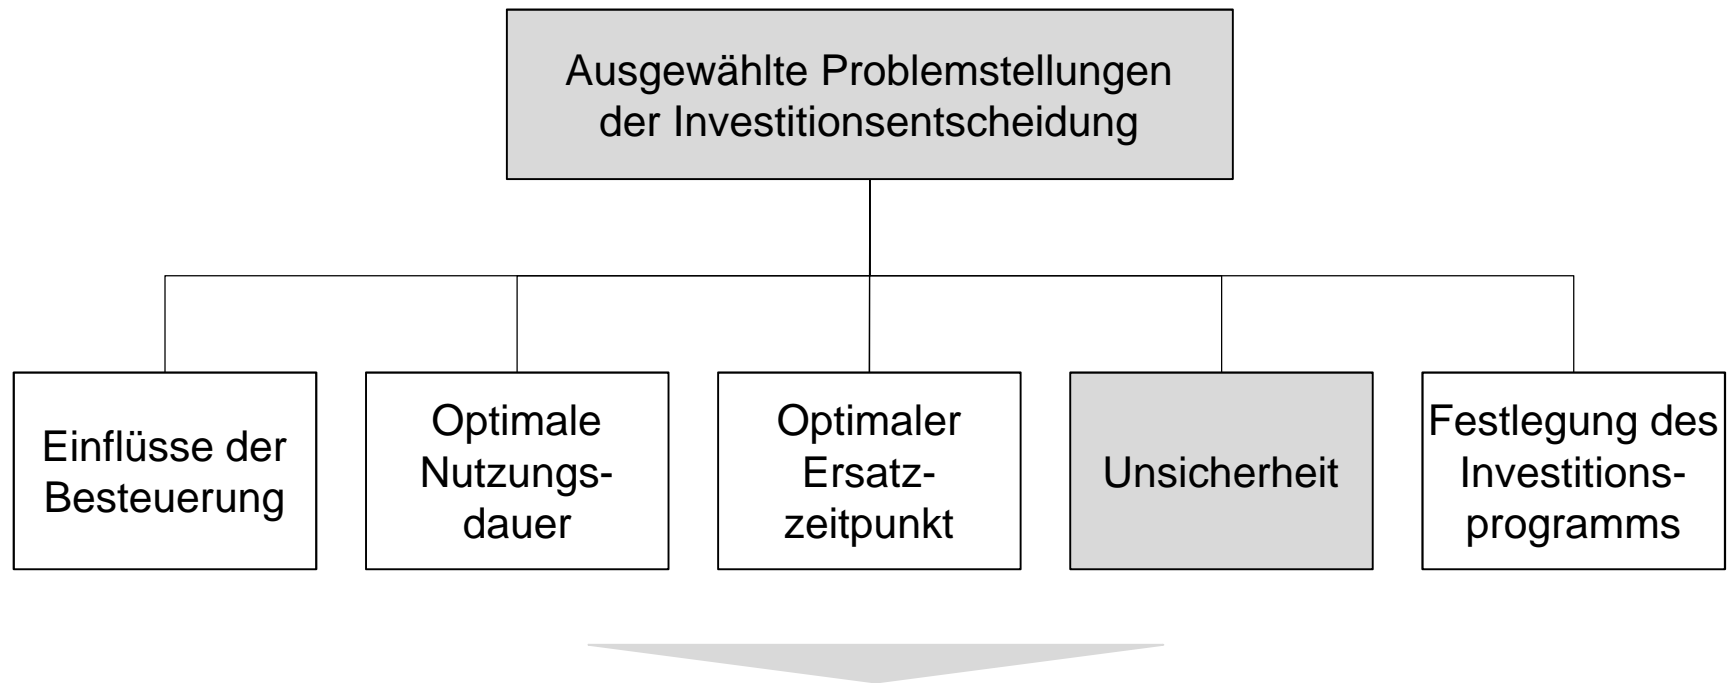 Ausgewählte Problemstellungen
der Investitionsentscheidung
Einflüsse der
Besteuerung
Optimale
Nutzungs-
dauer
Optimaler
Ersatz-
zeitpunkt
Unsicherheit
Festlegung des
Investitions-
programms